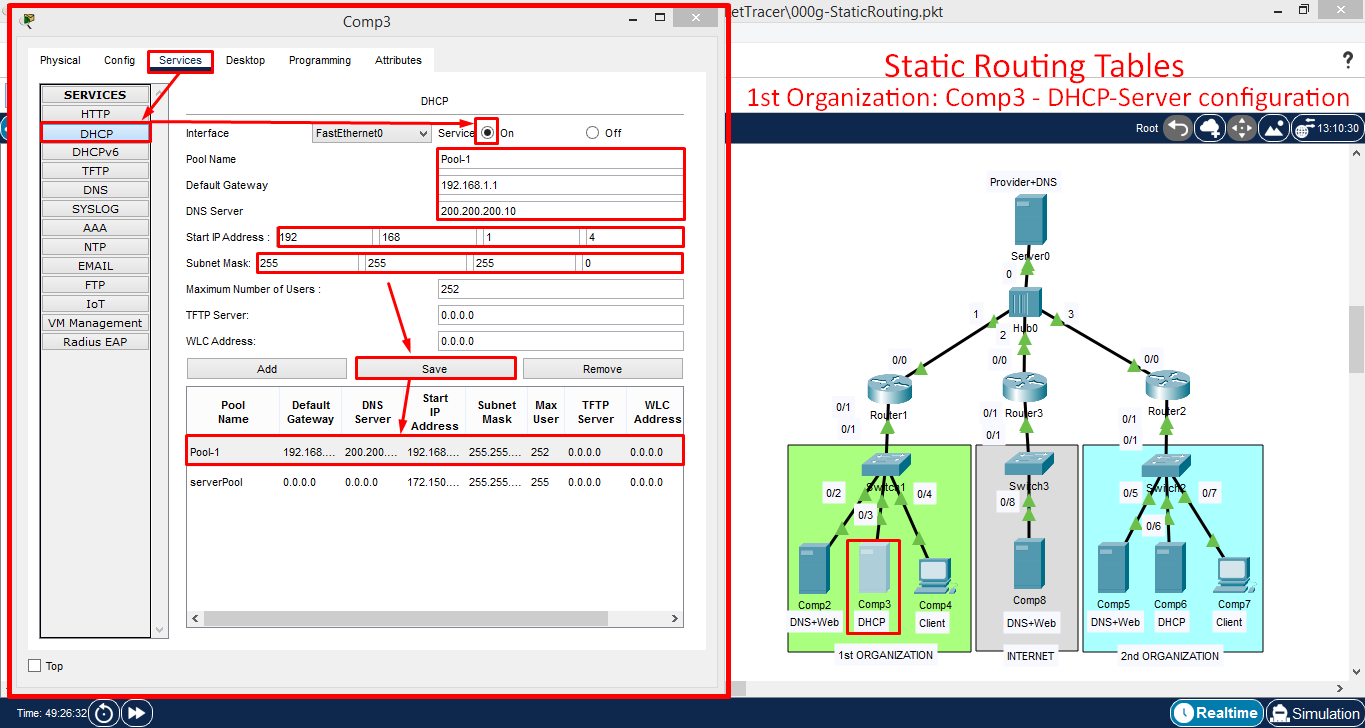 Comp3
etTracer\000g-StaticRouting.pkt
Physical Config Services Desktop Programming Attributes
Static Routing Tables
1st Organization: Comp3 - DHCP-Server configuration
?
Root 13:10:30
SERVICES
HTTP
DHCP
DHCPv6
TFTP
DNS
SYSLOG
AAA
NTP
EMAIL
FTP
IoT
VM Management
Radius EAP
DHCP
Interface FastEthernet0 Service On Off
Pool Name Pool-1
Default Gateway 192.168.1.1
DNS Server 200.200.200.10
Start IP Address : 192 168 1 4
Subnet Mask: 255 255 255 0
Maximum Number of Users : 252
TFTP Server: 0.0.0.0
WLC Address: 0.0.0.0
Add Save Remove
Pool Name Default Gateway DNS Server Start IP Address Subnet Mask Max User TFTP Server WLC Address
Pool-1 192.168.... 200.200.... 192.168.... 255.255.... 252 0.0.0.0 0.0.0.0
serverPool 0.0.0.0 0.0.0.0 172.150.... 255.255.... 255 0.0.0.0 0.0.0.0
Top
Provider+DNS
Server0
0
1 3
Hub0
2
0/0 0/0 0/0
Router1 Router3 Router2
0/1 0/1 0/1
0/1 0/1 0/1
Switch1 Switch3 Switch2
0/2 0/4 0/8 0/5 0/7
0/3 0/6
Comp2 Comp3 Comp4 Comp8 Comp5 Comp6 Comp7
DNS+Web DHCP Client DNS+Web DNS+Web DHCP Client
1st ORGANIZATION INTERNET 2nd ORGANIZATION
Time: 49:26:32 Realtime Simulation